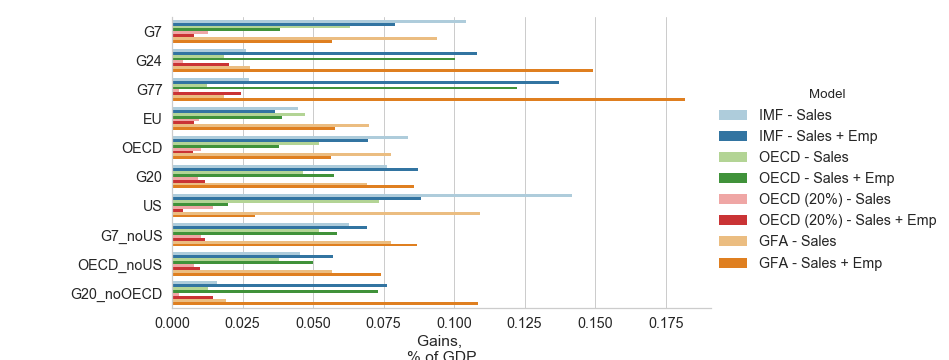 G7
G24
G77
EU
OECD
G20
US
G7_noUS
OECD_noUS
G20_noOECD
0.000 0.025 0.050 0.075 0.100 0.125 0.150 0.175
Gains,
% of GDP
Model
IMF - Sales
IMF - Sales + Emp
OECD - Sales
OECD - Sales + Emp
OECD (20%) - Sales
OECD (20%) - Sales + Emp
GFA - Sales
GFA - Sales + Emp